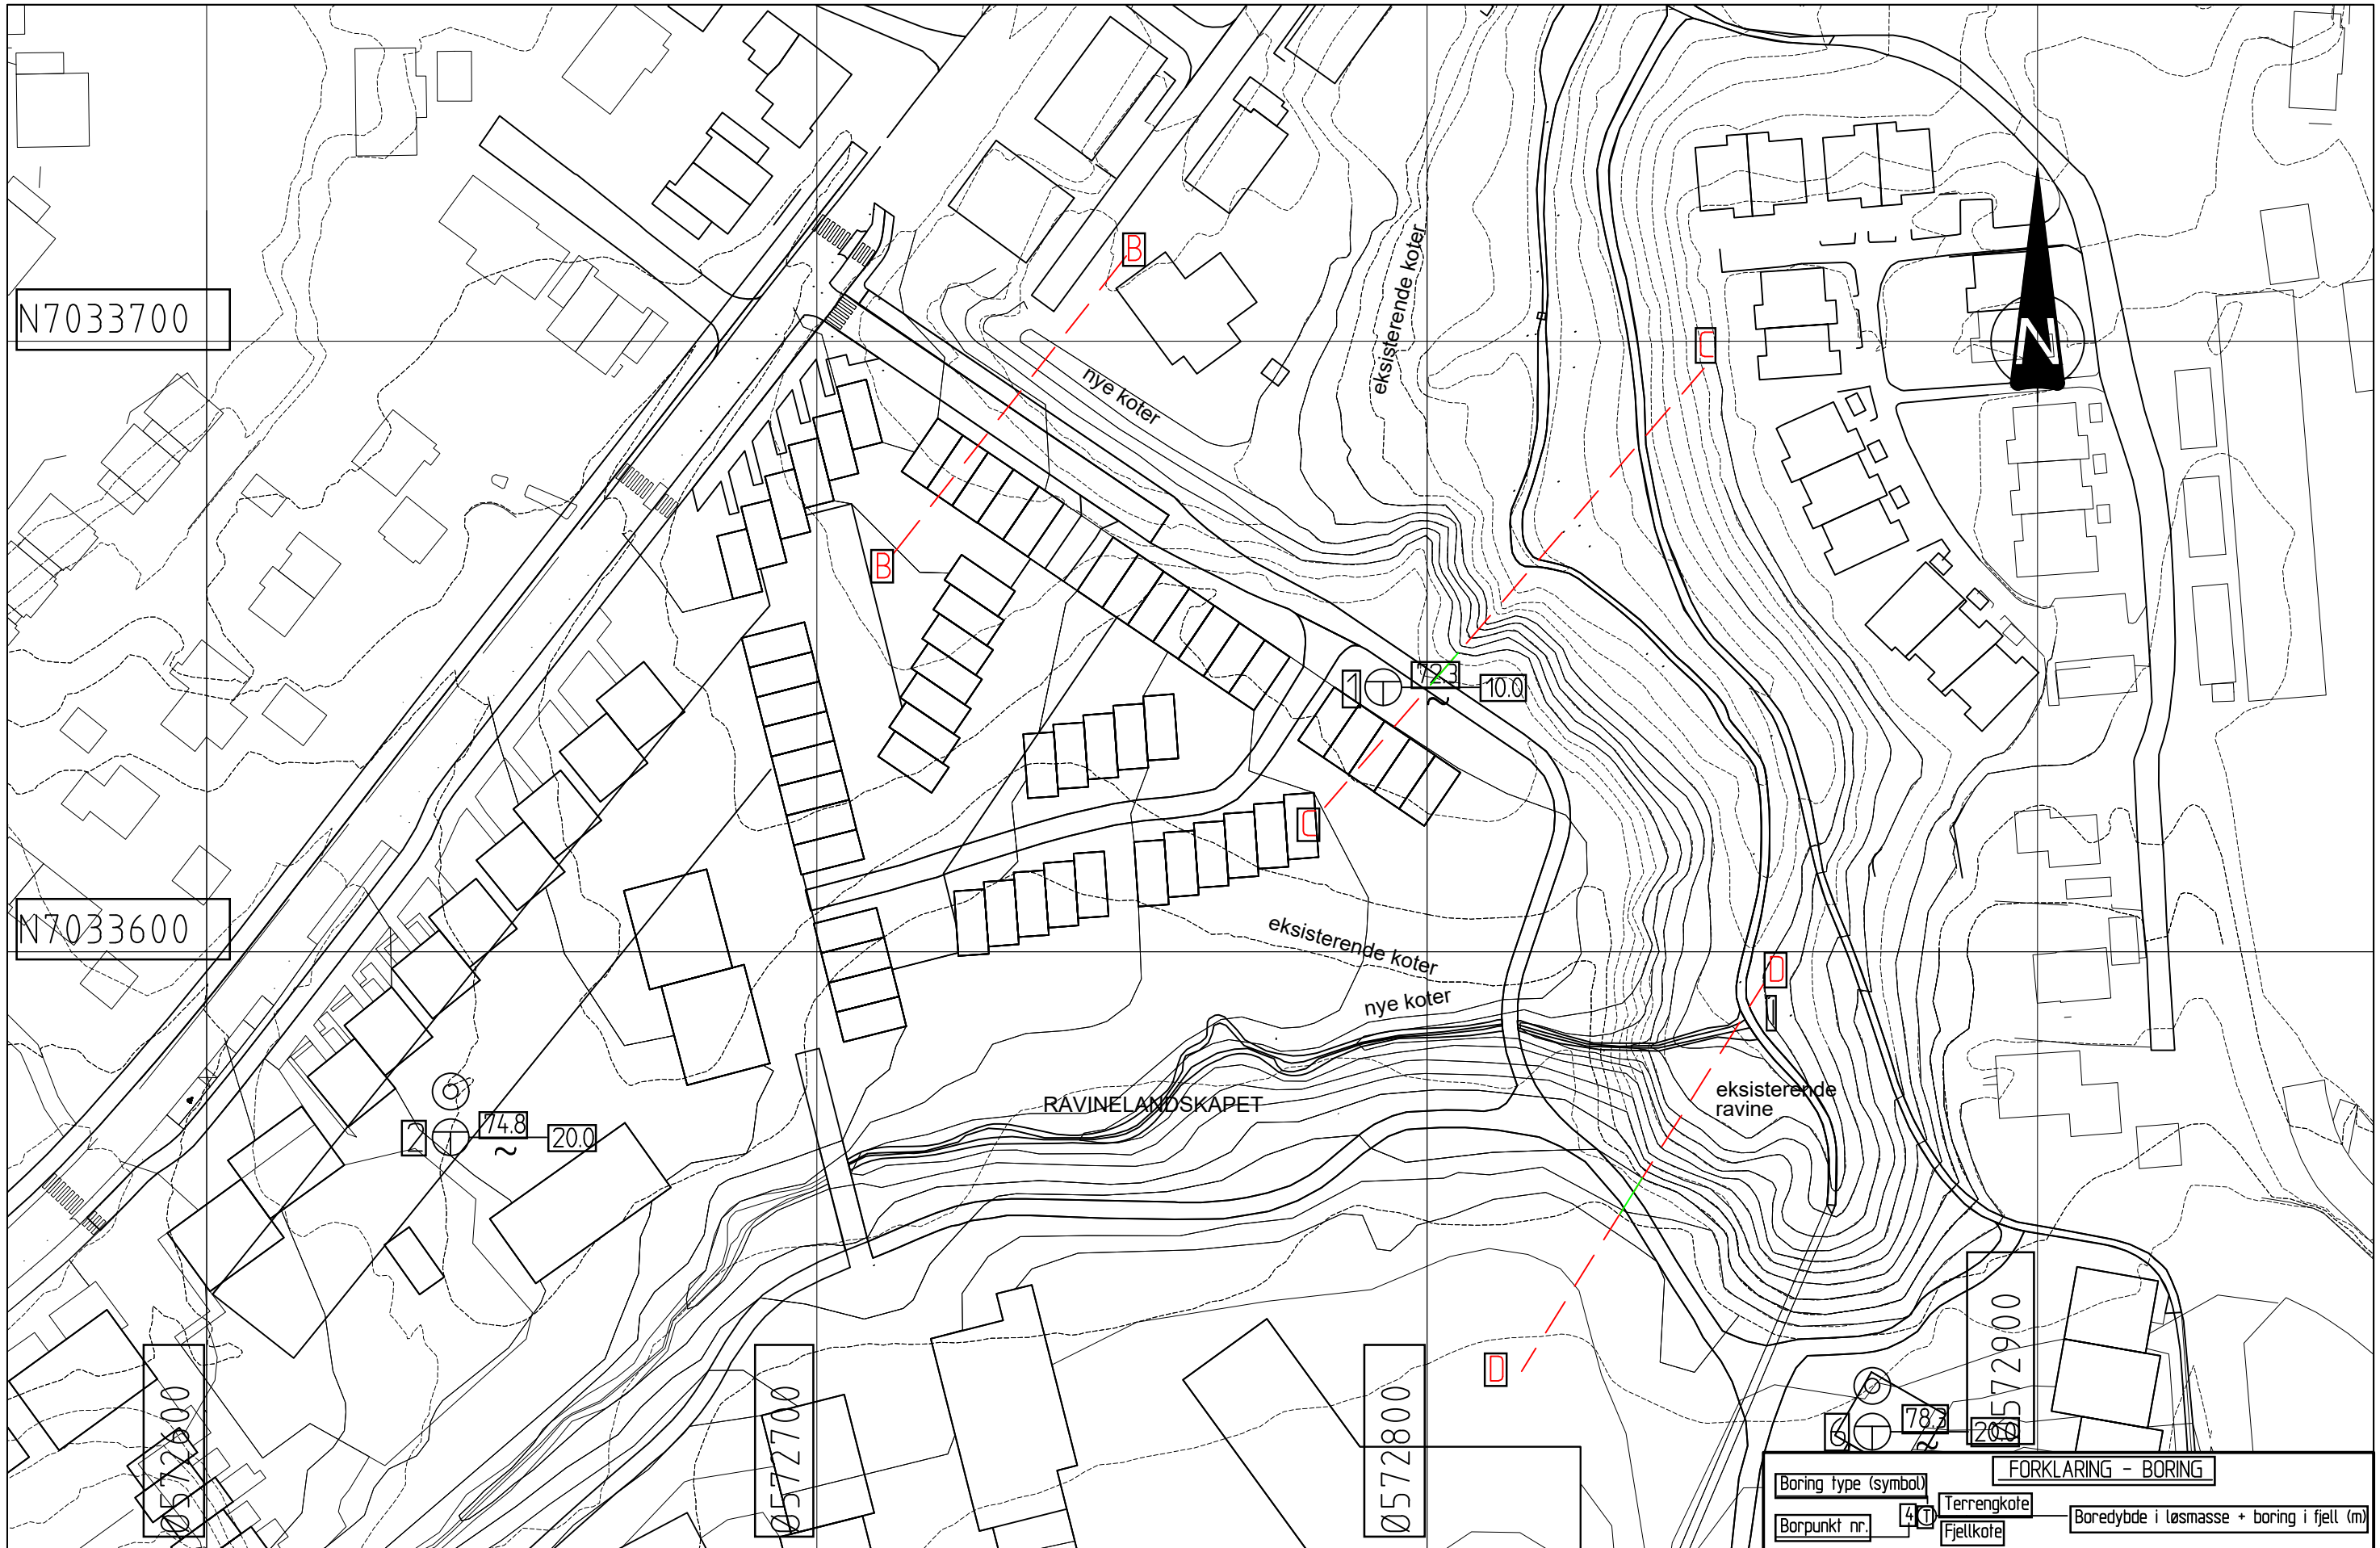 B
eksisterende koter
N7033700
C
N
nye koter
B
1
72.3
~
10.0
C
N7033600
eksisterende koter
D
nye koter
eksisterende
ravine
RAVINELANDSKAPET
2
74.8
~
20.0
D
Ø572600
Ø572700
Ø572800
Ø572900
3
78.3
~
20.0
FORKLARING - BORING
Boring type (symbol)
Terrengkote
Borpunkt nr.
4
Boredybde i løsmasse + boring i fjell (m)
Fjellkote